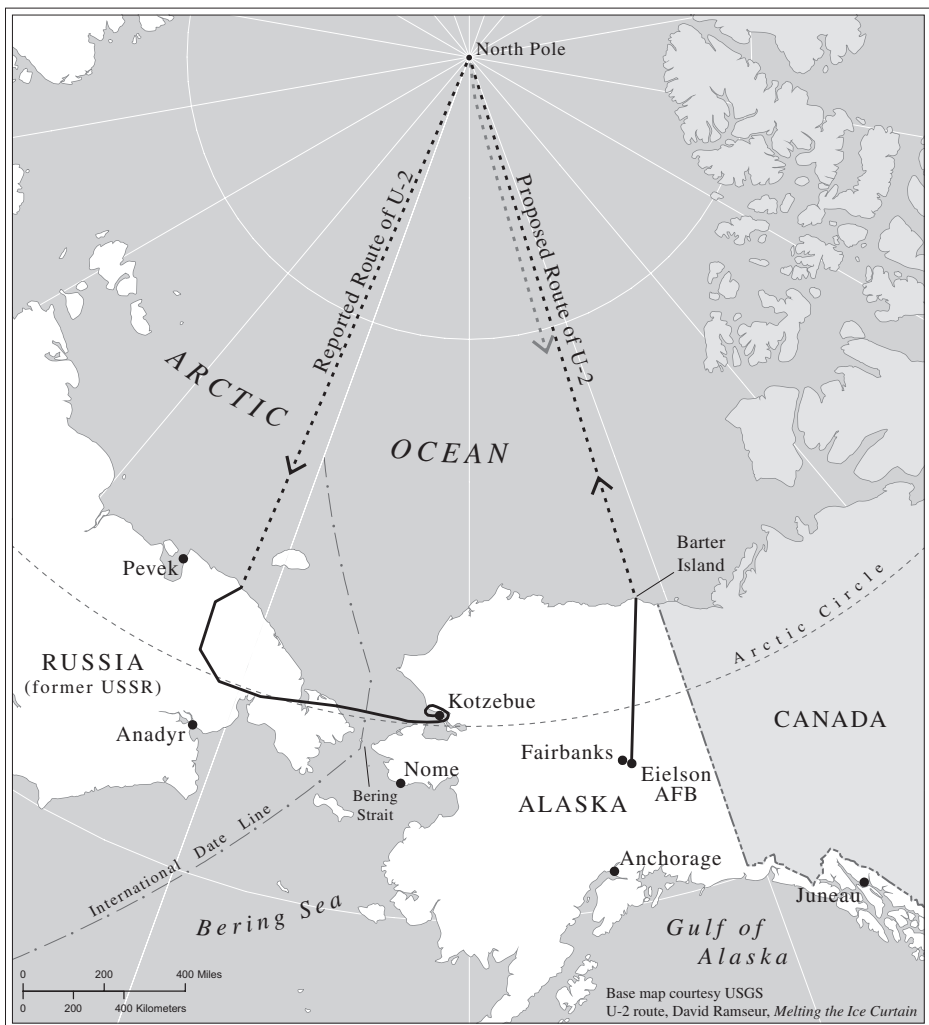 North Pole
Reported Route of U-2
Proposed Route of U-2
ARCTIC
OCEAN
Pevek
Barter
Island
Arctic Circle
RUSSIA
(former USSR)
Kotzebue
CANADA
Anadyr
Fairbanks
Eielson
AFB
Nome
Bering
Strait
ALASKA
International Date Line
Anchorage
Juneau
Bering Sea
Gulf of
Alaska
0 200 400 Miles
0 200 400 Kilometers
Base map courtesy USGS
U-2 route, David Ramseur, Melting the Ice Curtain